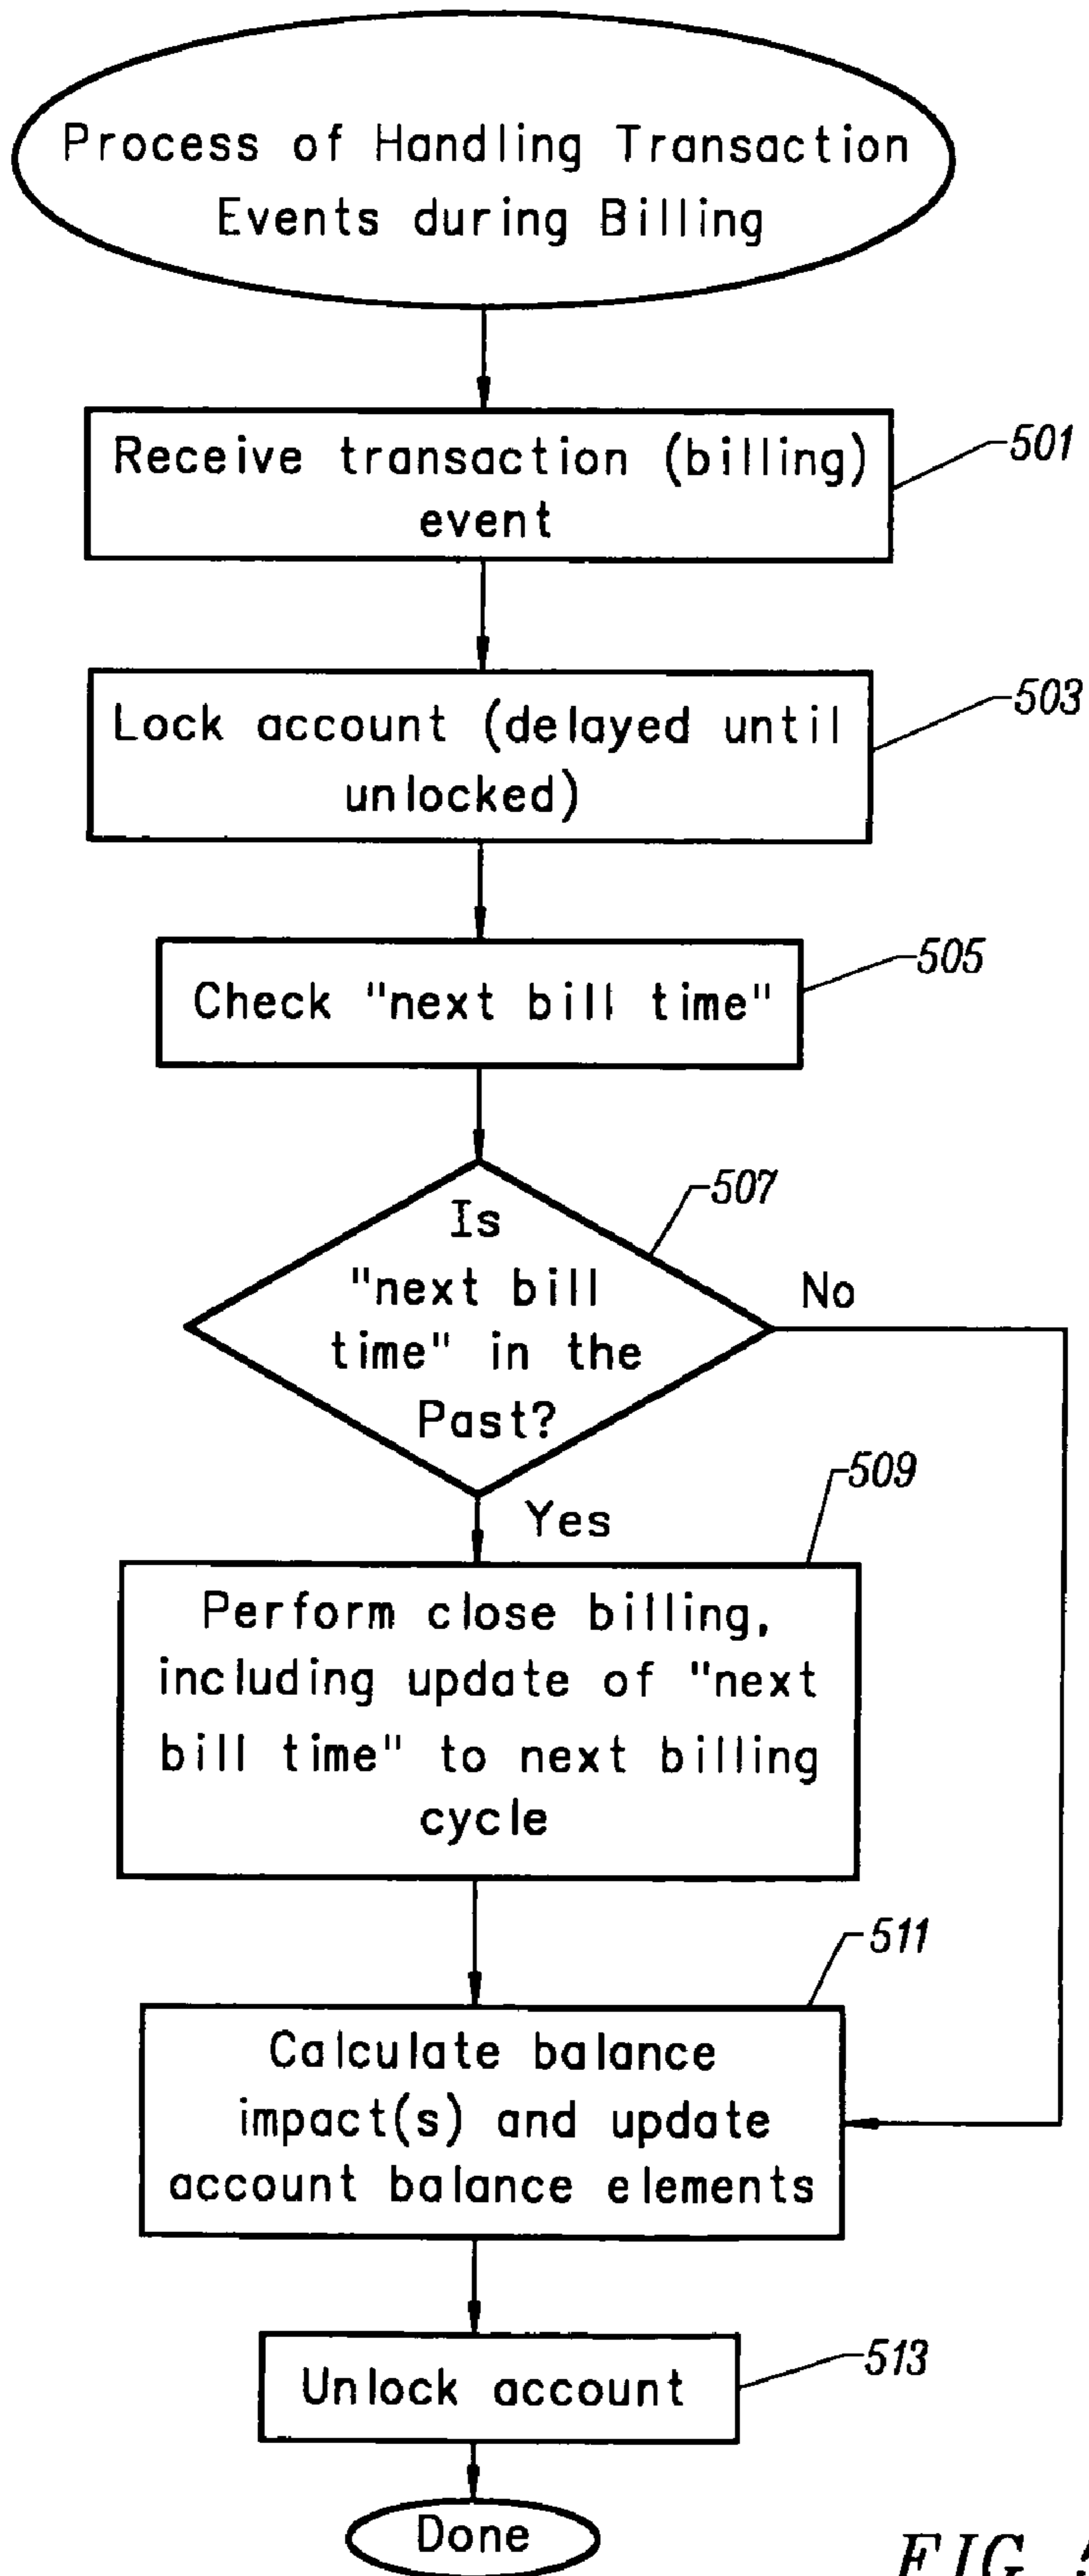 Process of Handling Transaction
Events during Billing
Receive transaction (billing)
event
501
Lock account (delayed until
unlocked)
503
Check "next bill time"
505
Is
"next bill
time" in the
Past?
507
No
Yes
509
Perform close billing,
including update of "next
bill time" to next billing
cycle
511
Calculate balance
impact(s) and update
account balance elements
Unlock account
513
Done
FIG.